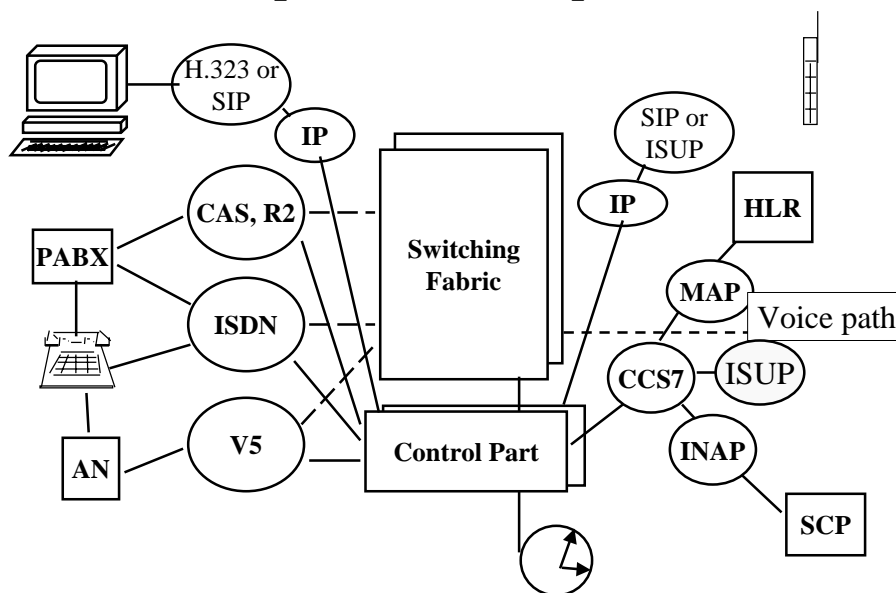 H.323 or
SIP
IP
SIP or
ISUP
IP
CAS, R2
HLR
PABX
Switching
Fabric
MAP
ISDN
Voice path
CCS7
ISUP
V5
Control Part
INAP
AN
SCP